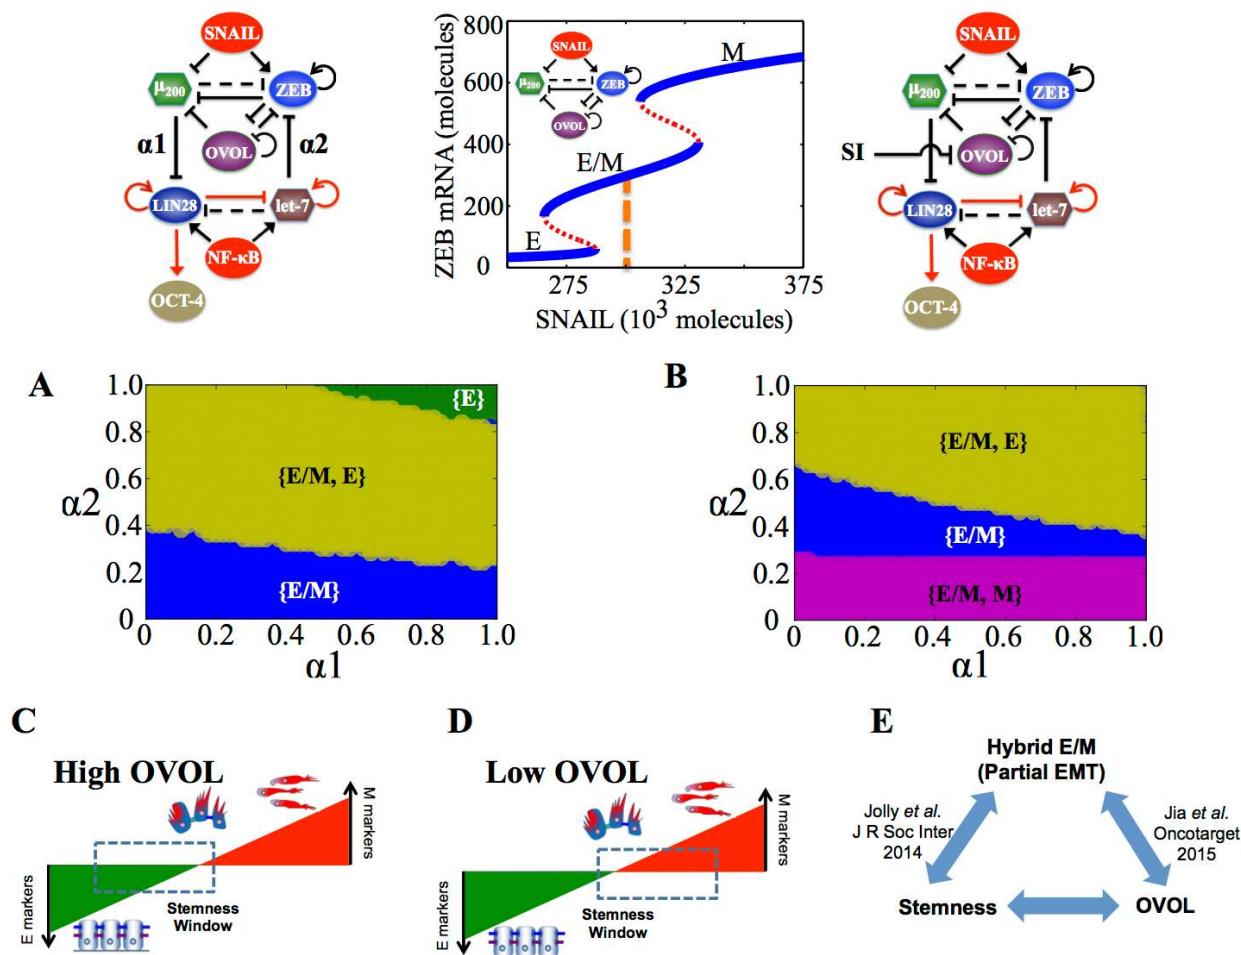 SNAIL
μ200
ZEB
α1
OVOL
α2
LIN28
let-7
NF-κB
OCT-4
ZEB mRNA (molecules)
800
600
400
200
0
SNAIL
μ200
ZEB
OVOL
M
E/M
E
275
325
375
SNAIL (10³ molecules)
SNAIL
μ200
ZEB
SI
OVOL
LIN28
let-7
NF-κB
OCT-4
A
α2
1.0
0.8
0.6
0.4
0.2
0
{E}
{E/M, E}
{E/M}
0
0.2
0.4
0.6
0.8
1.0
α1
B
α2
1.0
0.8
0.6
0.4
0.2
0
{E/M, E}
{E/M}
{E/M, M}
0
0.2
0.4
0.6
0.8
1.0
α1
C
High OVOL
M markers
E markers
Stemness
Window
D
Low OVOL
M markers
E markers
Stemness
Window
E
Hybrid E/M
(Partial EMT)
Jolly et al.
J R Soc Inter
2014
Jia et al.
Oncotarget
2015
Stemness
OVOL